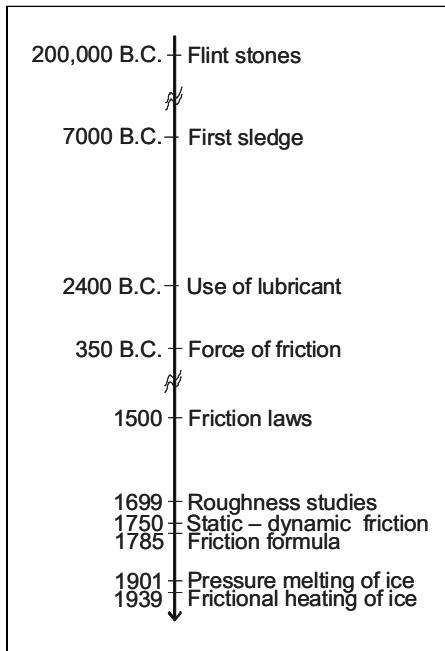 200,000 B.C. Flint stones
7000 B.C. First sledge
2400 B.C. Use of lubricant
350 B.C. Force of friction
1500 Friction laws
1699 Roughness studies
1750 Static – dynamic friction
1785 Friction formula
1901 Pressure melting of ice
1939 Frictional heating of ice